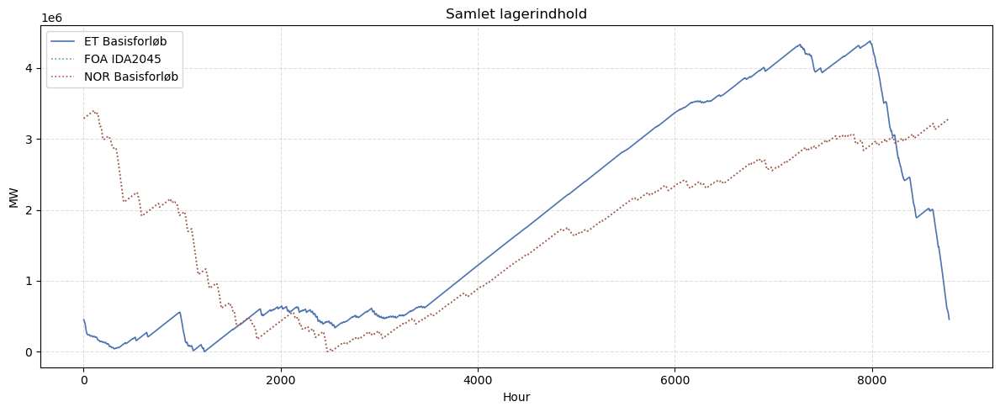 Samlet lagerindhold
1e6
ET Basisforløb
FOA IDA2045
NOR Basisforløb
4
3
2
1
0
MW
0 2000 4000 6000 8000
Hour